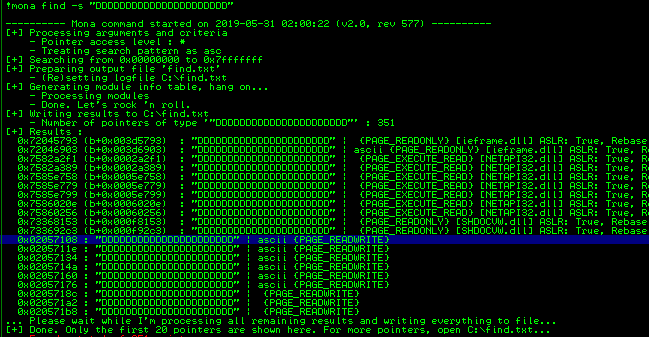 !mona find -s "DDDDDDDDDDDDDDDDDDDDDD"
---------- Mona command started on 2019-05-31 02:00:22 (v2.0, rev 577) ----------
[+] Processing arguments and criteria
- Pointer access level : *
- Treating search pattern as asc
[+] Searching from 0x00000000 to 0x7fffffff
[+] Preparing output file 'find.txt'
- (Re)setting logfile C:\find.txt
[+] Generating module info table, hang on...
- Processing modules
- Done. Let's rock 'n roll.
[+] Writing results to C:\find.txt
- Number of pointers of type '"DDDDDDDDDDDDDDDDDDDDDD"' : 351
[+] Results :
0x72045793 (b+0x003d5793) : "DDDDDDDDDDDDDDDDDDDDDD" | {PAGE_READONLY} [ieframe.dll] ASLR: True, Rebase
0x72046903 (b+0x003d6903) : "DDDDDDDDDDDDDDDDDDDDDD" | ascii {PAGE_READONLY} [ieframe.dll] ASLR: True, R
0x7582a2f1 (b+0x0002a2f1) : "DDDDDDDDDDDDDDDDDDDDDD" | {PAGE_EXECUTE_READ} [NETAPI32.dll] ASLR: True, R
0x7582a309 (b+0x0002a309) : "DDDDDDDDDDDDDDDDDDDDDD" | {PAGE_EXECUTE_READ} [NETAPI32.dll] ASLR: True, R
0x7585e758 (b+0x0005e758) : "DDDDDDDDDDDDDDDDDDDDDD" | {PAGE_EXECUTE_READ} [NETAPI32.dll] ASLR: True, R
0x7585e779 (b+0x0005e779) : "DDDDDDDDDDDDDDDDDDDDDD" | {PAGE_EXECUTE_READ} [NETAPI32.dll] ASLR: True, R
0x7585e799 (b+0x0005e799) : "DDDDDDDDDDDDDDDDDDDDDD" | {PAGE_EXECUTE_READ} [NETAPI32.dll] ASLR: True, R
0x7586020e (b+0x0006020e) : "DDDDDDDDDDDDDDDDDDDDDD" | {PAGE_EXECUTE_READ} [NETAPI32.dll] ASLR: True, R
0x75860256 (b+0x00060256) : "DDDDDDDDDDDDDDDDDDDDDD" | {PAGE_EXECUTE_READ} [NETAPI32.dll] ASLR: True, R
0x73368153 (b+0x000f8153) : "DDDDDDDDDDDDDDDDDDDDDD" | {PAGE_READONLY} [SHDOCVW.dll] ASLR: True, Rebase
0x733692c3 (b+0x000f92c3) : "DDDDDDDDDDDDDDDDDDDDDD" | {PAGE_READONLY} [SHDOCVW.dll] ASLR: True, Rebase
0x02057108 : "DDDDDDDDDDDDDDDDDDDDDD" | ascii {PAGE_READWRITE}
0x0205711e : "DDDDDDDDDDDDDDDDDDDDDD" | ascii {PAGE_READWRITE}
0x02057134 : "DDDDDDDDDDDDDDDDDDDDDD" | ascii {PAGE_READWRITE}
0x0205714a : "DDDDDDDDDDDDDDDDDDDDDD" | ascii {PAGE_READWRITE}
0x02057160 : "DDDDDDDDDDDDDDDDDDDDDD" | ascii {PAGE_READWRITE}
0x02057176 : "DDDDDDDDDDDDDDDDDDDDDD" | ascii {PAGE_READWRITE}
0x0205718c : "DDDDDDDDDDDDDDDDDDDDDD" | {PAGE_READWRITE}
0x020571a2 : "DDDDDDDDDDDDDDDDDDDDDD" | {PAGE_READWRITE}
0x020571b8 : "DDDDDDDDDDDDDDDDDDDDDD" | {PAGE_READWRITE}
... Please wait while I'm processing all remaining results and writing everything to file...
[+] Done. Only the first 20 pointers are shown here. For more pointers, open C:\find.txt...